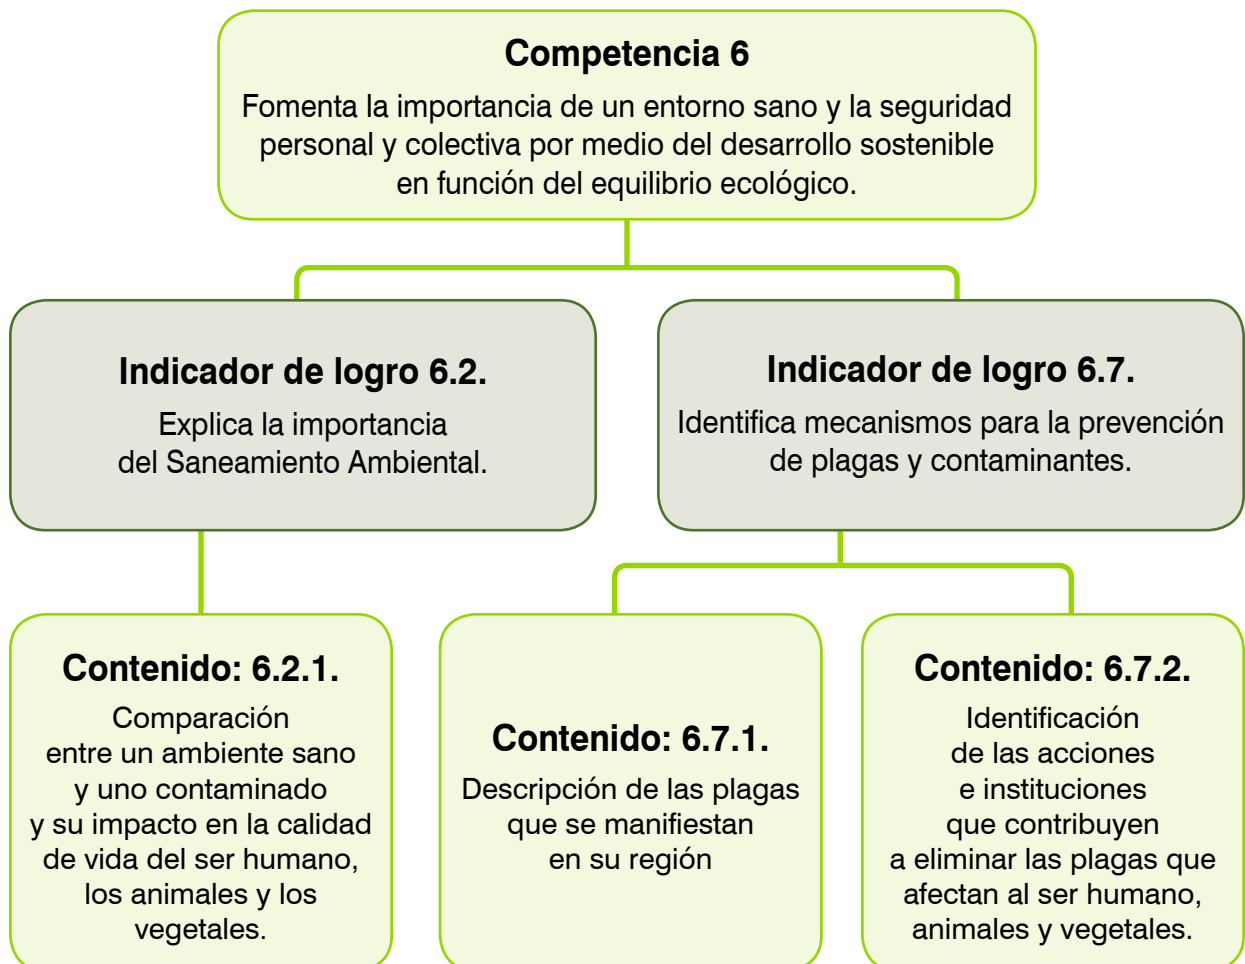 Competencia 6
Fomenta la importancia de un entorno sano y la seguridad
personal y colectiva por medio del desarrollo sostenible
en función del equilibrio ecológico.
Indicador de logro 6.2.
Explica la importancia
del Saneamiento Ambiental.
Indicador de logro 6.7.
Identifica mecanismos para la prevención
de plagas y contaminantes.
Contenido: 6.2.1.
Comparación
entre un ambiente sano
y uno contaminado
y su impacto en la calidad
de vida del ser humano,
los animales y los
vegetales.
Contenido: 6.7.1.
Descripción de las plagas
que se manifiestan
en su región
Contenido: 6.7.2.
Identificación
de las acciones
e instituciones
que contribuyen
a eliminar las plagas que
afectan al ser humano,
animales y vegetales.